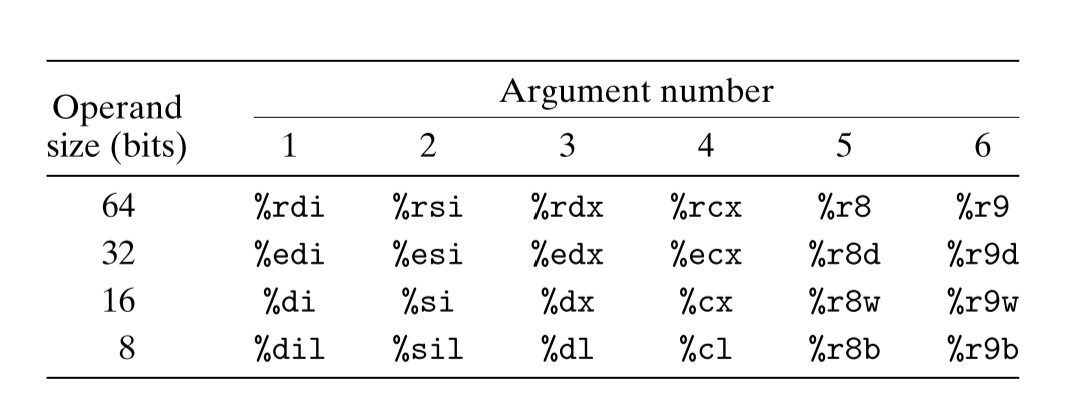 Operand size (bits) Argument number
1 2 3 4 5 6
64 %rdi %rsi %rdx %rcx %r8 %r9
32 %edi %esi %edx %ecx %r8d %r9d
16 %di %si %dx %cx %r8w %r9w
8 %dil %sil %dl %cl %r8b %r9b